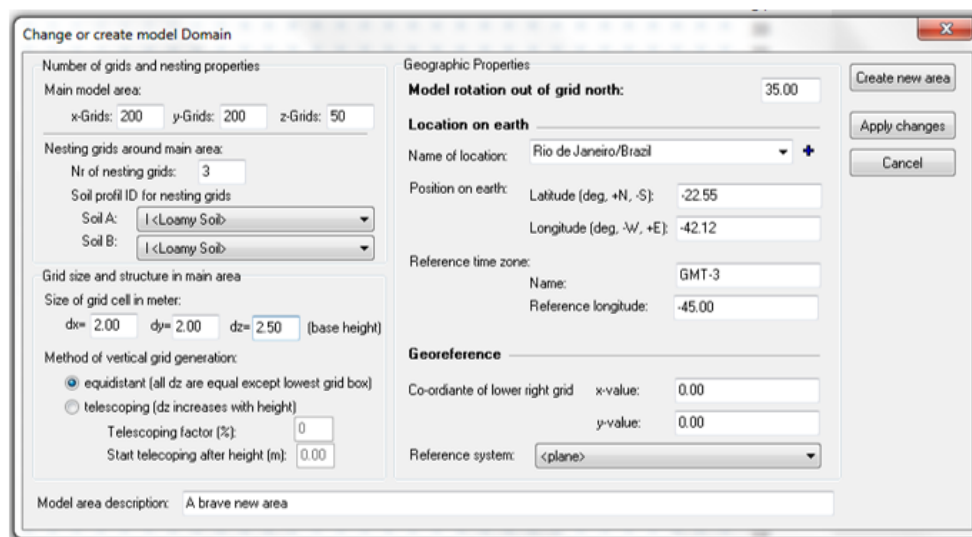 Change or create model Domain
Number of grids and nesting properties
Main model area:
x-Grids: 200 y-Grids: 200 z-Grids: 50
Nesting grids around main area:
Nr of nesting grids: 3
Soil profil ID for nesting grids
Soil A: I <Loamy Soil>
Soil B: I <Loamy Soil>
Grid size and structure in main area
Size of grid cell in meter:
dx= 2.00 dy= 2.00 dz= 2.50 (base height)
Method of vertical grid generation:
equidistant (all dz are equal except lowest grid box)
telescoping (dz increases with height)
Telescoping factor (%): 0
Start telecoping after height (m): 0.00
Geographic Properties
Model rotation out of grid north: 35.00
Location on earth
Name of location: Rio de Janeiro/Brazil
Position on earth: Latitude (deg, +N, -S): -22.55
Longitude (deg, -W, +E): -42.12
Reference time zone:
Name: GMT-3
Reference longitude: -45.00
Georeference
Co-ordiante of lower right grid x-value: 0.00
y-value: 0.00
Reference system: <plane>
Create new area
Apply changes
Cancel
Model area description: A brave new area